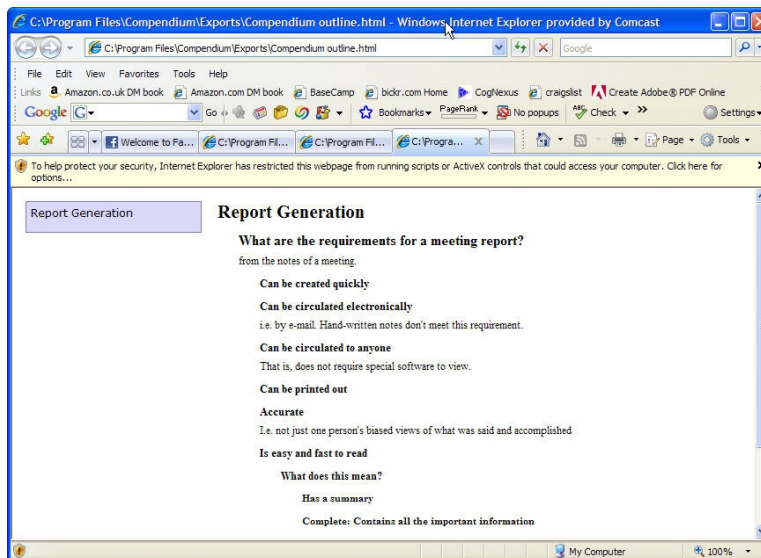 C:\Program Files\Compendium\Exports\Compendium outline.html - Windows Internet Explorer provided by Comcast
C:\Program Files\Compendium\Exports\Compendium outline.html
Google
File Edit View Favorites Tools Help
Links Amazon.co.uk DM book Amazon.com DM book BaseCamp bickr.com Home CogNexus craigslist Create Adobe® PDF Online
Google G Go Bookmarks PageRank No popups Check » Settings
Welcome to Fa... C:\Program Fil... C:\Program Fil... C:\Progra... X Page Tools
To help protect your security, Internet Explorer has restricted this webpage from running scripts or ActiveX controls that could access your computer. Click here for
options...
Report Generation
Report Generation
What are the requirements for a meeting report?
from the notes of a meeting.
Can be created quickly
Can be circulated electronically
i.e. by e-mail. Hand-written notes don't meet this requirement.
Can be circulated to anyone
That is, does not require special software to view.
Can be printed out
Accurate
I.e. not just one person's biased views of what was said and accomplished
Is easy and fast to read
What does this mean?
Has a summary
Complete: Contains all the important information
My Computer 100%